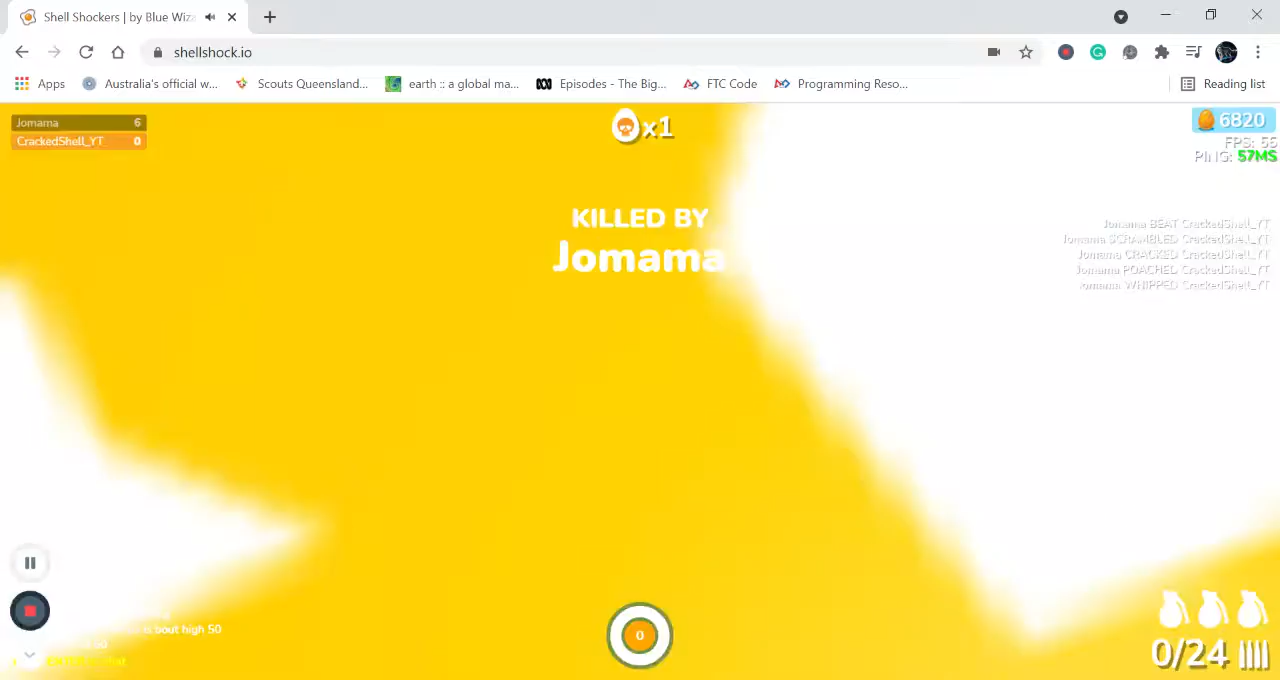 Shell Shockers | by Blue Wiz
shellshock.io
Apps
Australia's official w...
Scouts Queensland...
earth :: a global ma...
Episodes - The Big...
FTC Code
Programming Reso...
Reading list
Jomama 6
CrackedShell_YT 0
x1
6820
FPS: 56
PING: 57MS
KILLED BY
Jomama
Jomama BEAT CrackedShell_YT
Jomama SCRAMBLED CrackedShell_YT
Jomama CRACKED CrackedShell_YT
Jomama POACHED CrackedShell_YT
Jomama WHIPPED CrackedShell_YT
is bout high 50
0
0/24